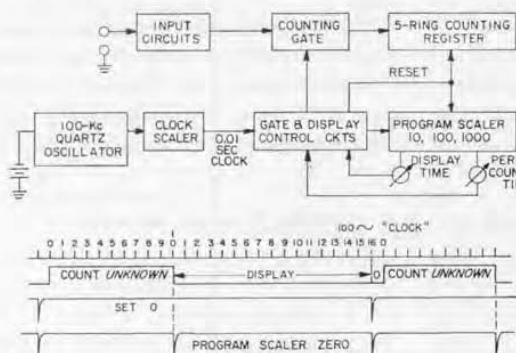 INPUT CIRCUITS
COUNTING GATE
5-RING COUNTING REGISTER
RESET
100-Kc QUARTZ OSCILLATOR
CLOCK SCALER
0.01 SEC CLOCK
GATE & DISPLAY CONTROL CKTS
PROGRAM SCALER 10, 100, 1000
DISPLAY TIME
100~ "CLOCK"
0 1 2 3 4 5 6 7 8 9 0 1 2 3 4 5 6 7 8 9 10 11 12 13 14 15 16 0
COUNT UNKNOWN
DISPLAY
0
COUNT UNKNOWN
SET 0
PROGRAM SCALER ZERO